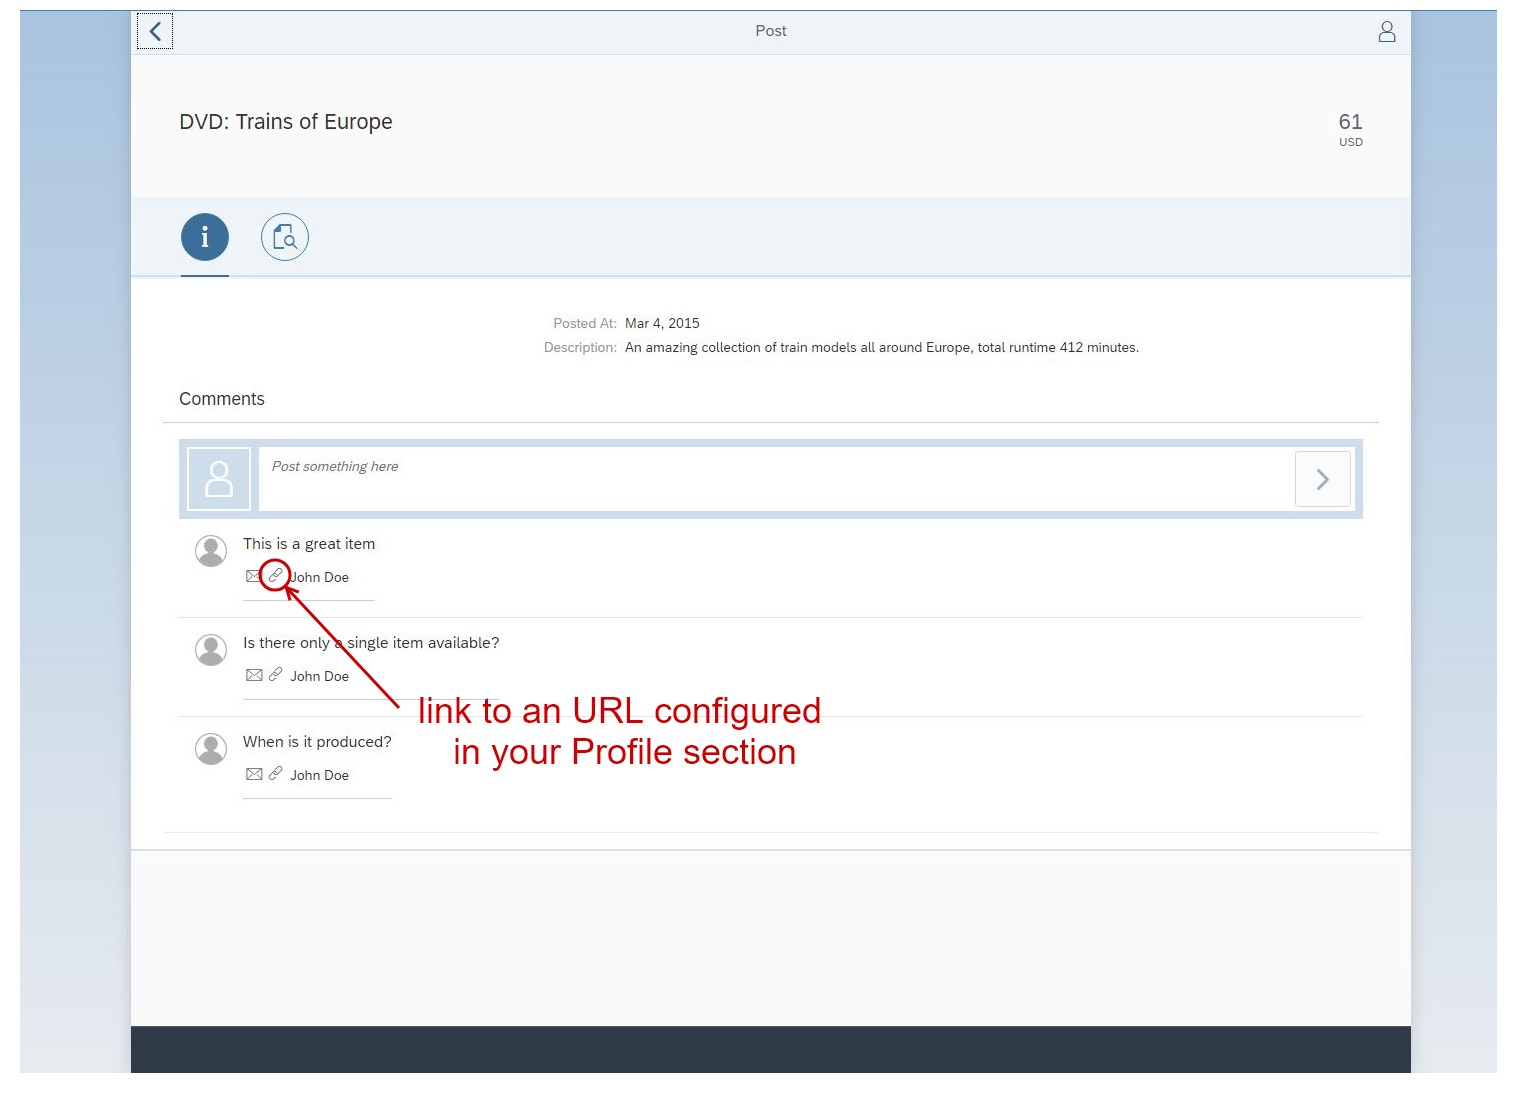 Post
DVD: Trains of Europe
61
USD
i
Posted At: Mar 4, 2015
Description: An amazing collection of train models all around Europe, total runtime 412 minutes.
Comments
Post something here
This is a great item
John Doe
Is there only a single item available?
John Doe
link to an URL configured
in your Profile section
When is it produced?
John Doe